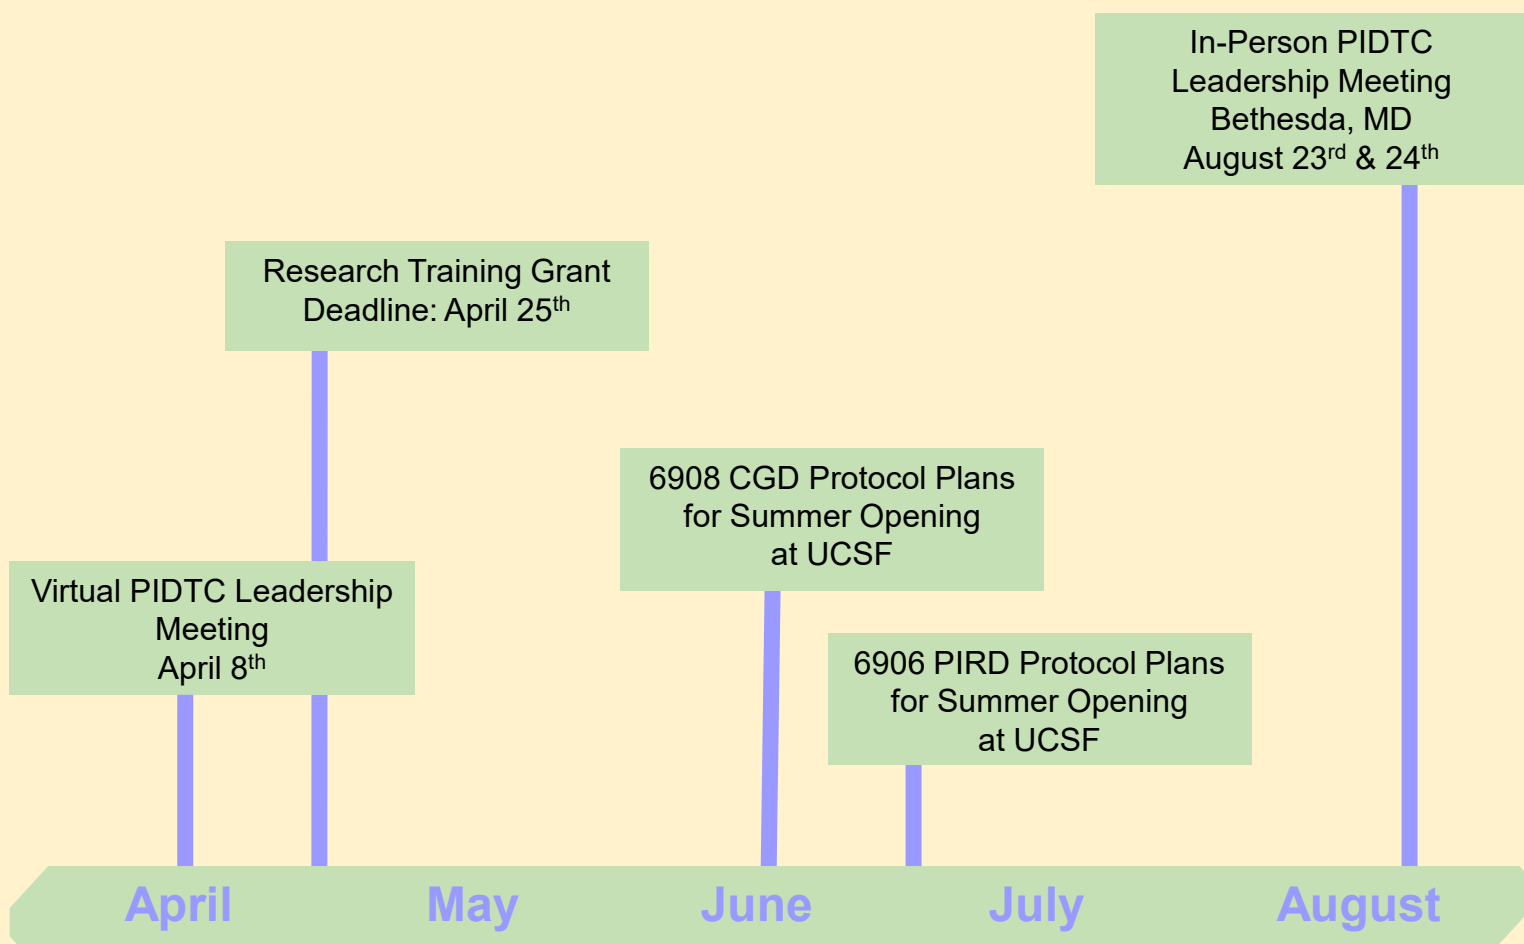 In-Person PIDTC
Leadership Meeting
Bethesda, MD
August 23rd & 24th
Research Training Grant
Deadline: April 25th
6908 CGD Protocol Plans
for Summer Opening
at UCSF
Virtual PIDTC Leadership
Meeting
April 8th
6906 PIRD Protocol Plans
for Summer Opening
at UCSF
April May June July August